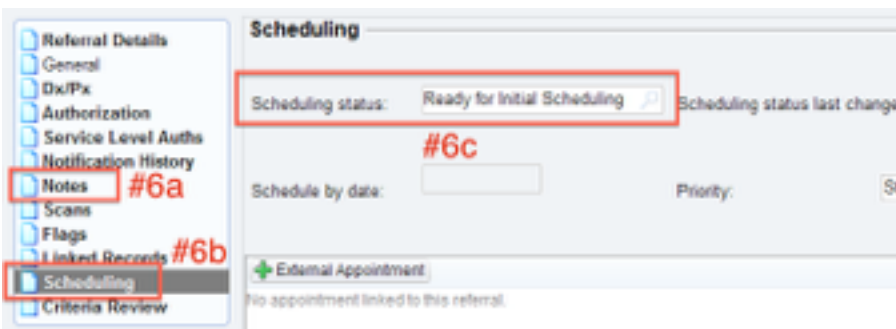 Referral Details
General
Dx/Px
Authorization
Service Level Auths
Notification History
Notes
#6a
Scans
Flags
Linked Records
#6b
Scheduling
Criteria Review
Scheduling
Scheduling status: Ready for Initial Scheduling Scheduling status last change
#6c
Schedule by date: Priority:
External Appointment
No appointment linked to this referral.